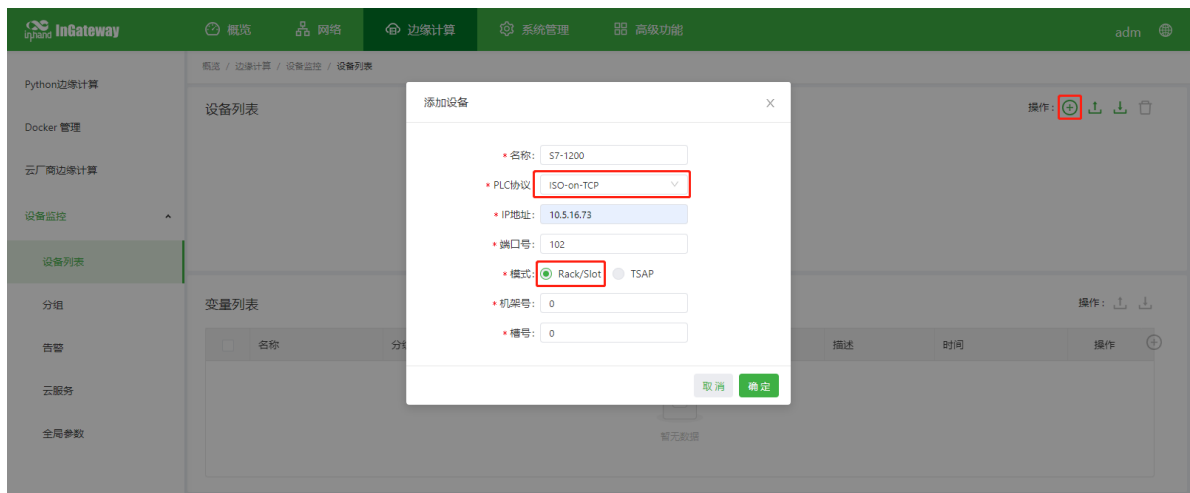 inhand InGateway 概览 网络 边缘计算 系统管理 高级功能 adm
概览 / 边缘计算 / 设备监控 / 设备列表
Python边缘计算
Docker 管理
云厂商边缘计算
设备监控
设备列表
分组
告警
云服务
全局参数
设备列表
操作:
添加设备
* 名称: S7-1200
* PLC协议 ISO-on-TCP
* IP地址: 10.5.16.73
* 端口号: 102
* 模式: Rack/Slot TSAP
* 机架号: 0
* 槽号: 0
取消 确定
变量列表
操作:
名称 描述 时间 操作
暂无数据